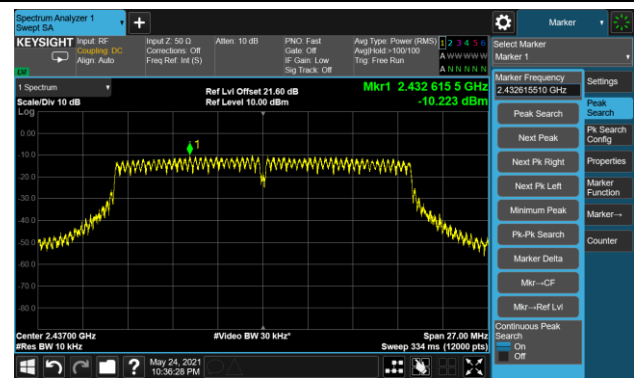 Spectrum Analyzer 1
Swept SA
Marker
KEYSIGHT
Input: RF
Coupling: DC
Align: Auto
Input Z: 50 Ω
Corrections: Off
Freq Ref: Int (S)
Atten: 10 dB
PNO: Fast
Gate: Off
IF Gain: Low
Sig Track: Off
Avg Type: Power (RMS)
Avg|Hold:>100/100
Trig: Free Run
1 2 3 4 5 6
A W W W W W
A N N N N N
Select Marker
Marker 1
1 Spectrum
Scale/Div 10 dB
Log
Ref Lvl Offset 21.60 dB
Ref Level 10.00 dBm
Mkr1 2.432 615 5 GHz
-10.223 dBm
1
0.00
-10.0
-20.0
-30.0
-40.0
-50.0
-60.0
-70.0
-80.0
Center 2.43700 GHz
#Res BW 10 kHz
#Video BW 30 kHz*
Span 27.00 MHz
Sweep 334 ms (12000 pts)
Marker Frequency
2.432615510 GHz
Peak Search
Next Peak
Next Pk Right
Next Pk Left
Minimum Peak
Pk-Pk Search
Marker Delta
Mkr→CF
Mkr→Ref Lvl
Continuous Peak
Search
On
Off
Settings
Peak
Search
Pk Search
Config
Properties
Marker
Function
Marker→
Counter
?
May 24, 2021
10:36:28 PM